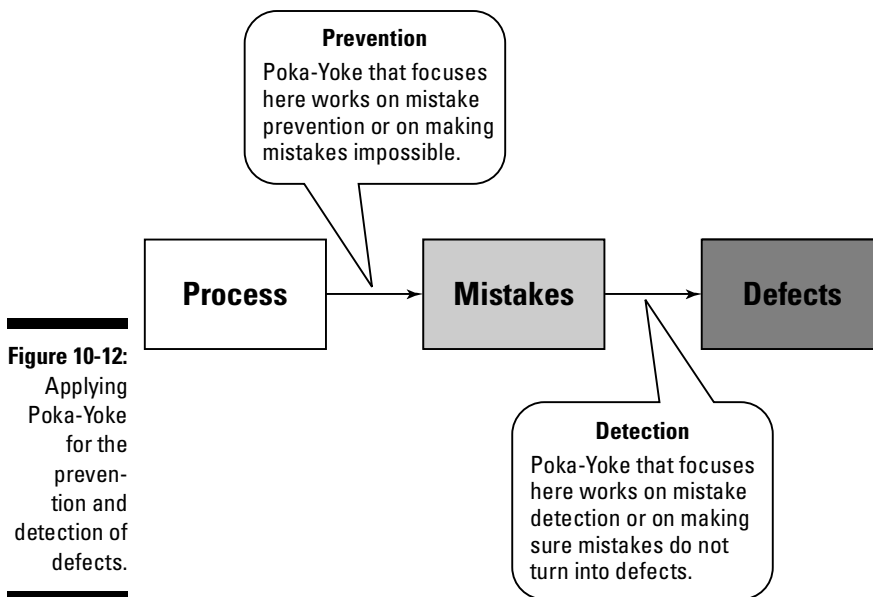 Prevention
Poka-Yoke that focuses
here works on mistake
prevention or on making
mistakes impossible.
Process
Mistakes
Defects
Figure 10-12:
Applying
Poka-Yoke
for the
preven-
tion and
detection of
defects.
Detection
Poka-Yoke that focuses
here works on mistake
detection or on making
sure mistakes do not
turn into defects.